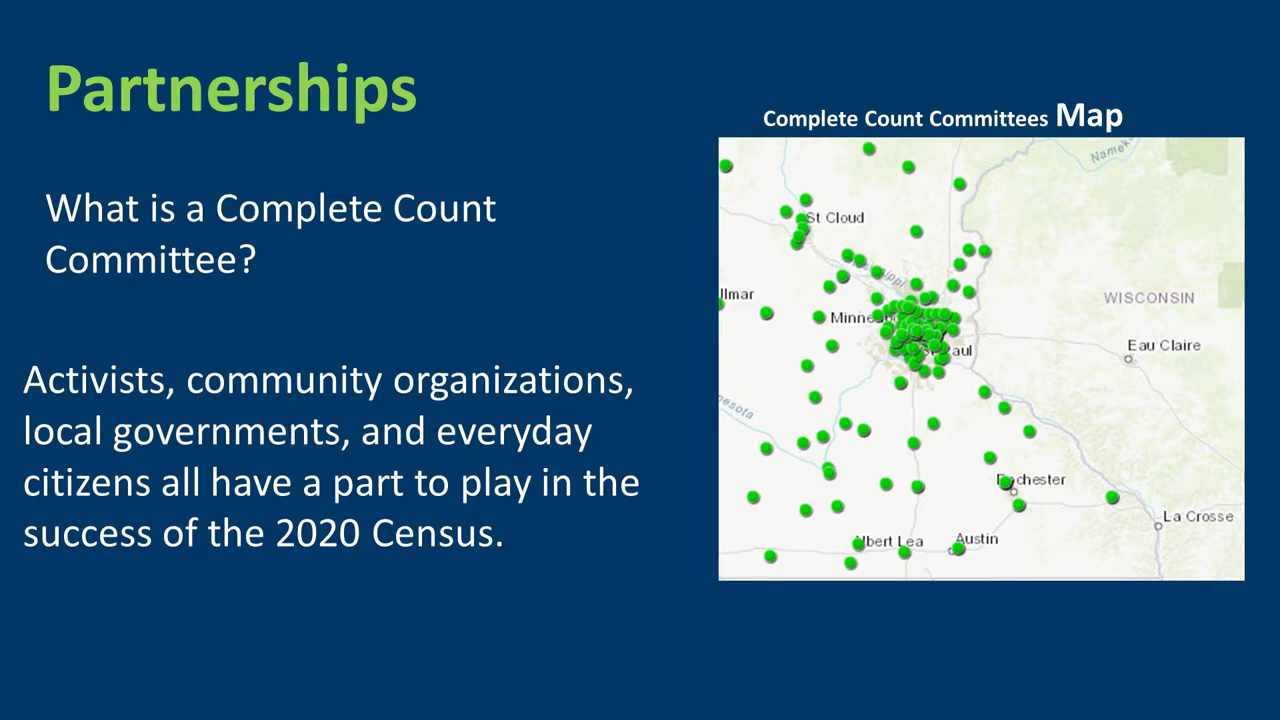 Partnerships
What is a Complete Count
Committee?
Activists, community organizations,
local governments, and everyday
citizens all have a part to play in the
success of the 2020 Census.
Complete Count Committees Map
St Cloud
WISCONSIN
Eau Claire
La Crosse
Austin